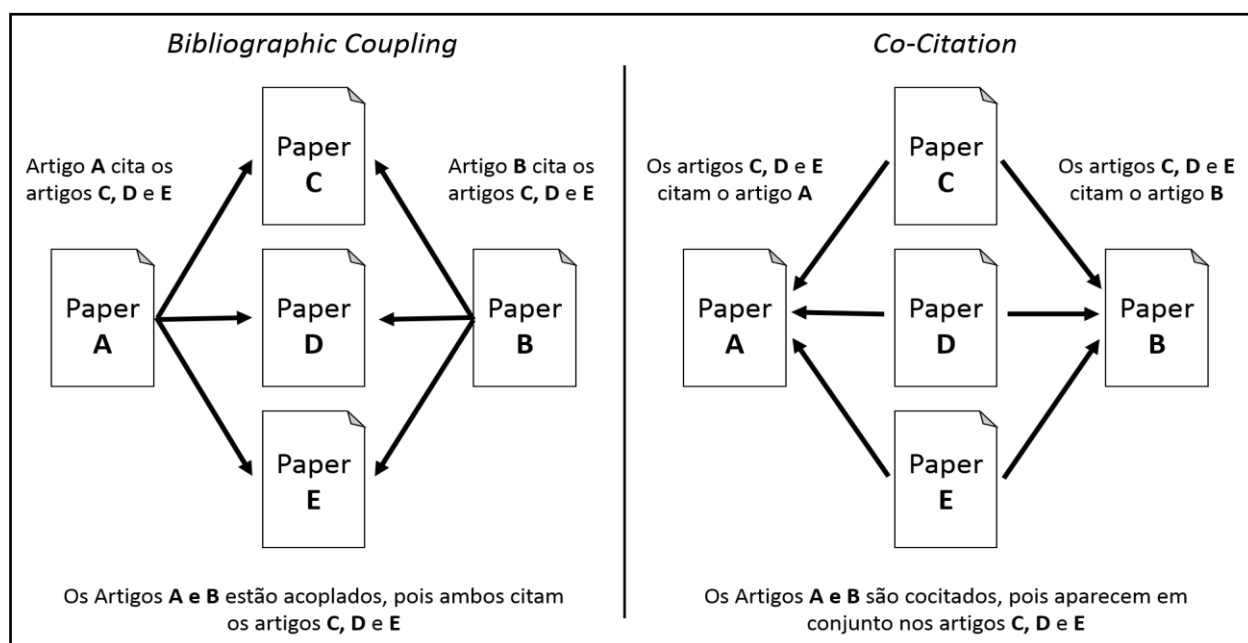 Bibliographic Coupling
Artigo A cita os
artigos C, D e E
Artigo B cita os
artigos C, D e E
Paper
C
Paper
A
Paper
D
Paper
B
Paper
E
Os Artigos A e B estão acoplados, pois ambos citam
os artigos C, D e E
Co-Citation
Os artigos C, D e E
citam o artigo A
Os artigos C, D e E
citam o artigo B
Paper
C
Paper
A
Paper
D
Paper
B
Paper
E
Os Artigos A e B são cocitados, pois aparecem em
conjunto nos artigos C, D e E